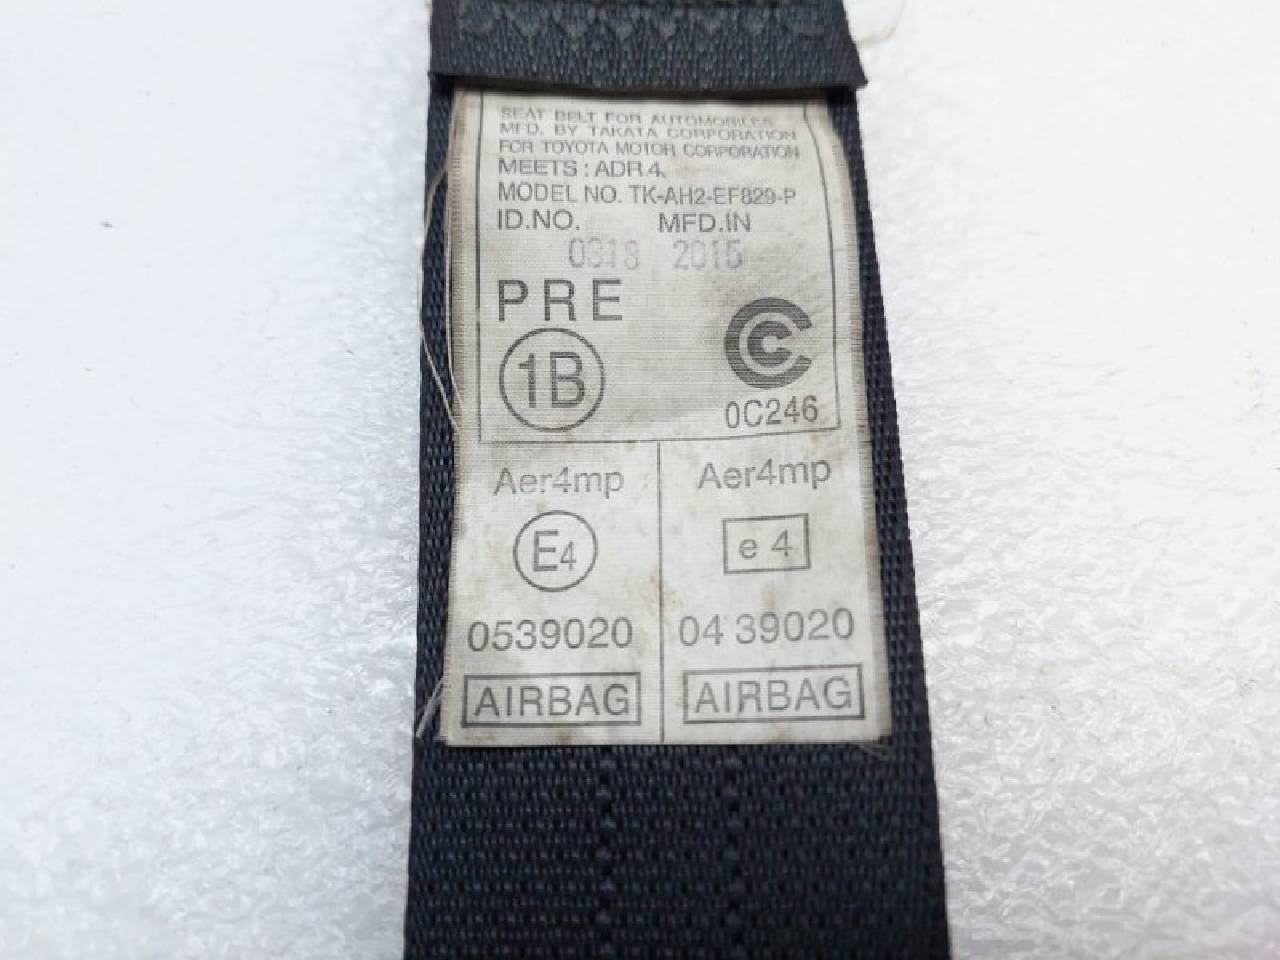 SEAT BELT FOR AUTOMOBILES
MFD. BY TAKATA CORPORATION
FOR TOYOTA MOTOR CORPORATION
MEETS : ADR 4.
MODEL NO. TK-AH2-EF829-P
ID.NO. MFD.IN
0318 2015
PRE
1B
CCC
0C246
Aer4mp
E4
0539020
AIRBAG
Aer4mp
e 4
04 39020
AIRBAG